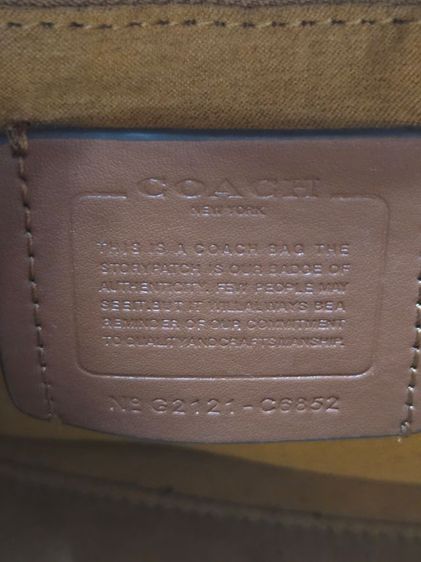 COACH
NEW YORK
THIS IS A COACH BAG THE
STORYPATCH IS OUR BADGE OF
AUTHENTICITY. FEW PEOPLE MAY
SEE IT, BUT IT WILL ALWAYS BE A
REMINDER OF OUR COMMITMENT
TO QUALITY AND CRAFTSMANSHIP.
No G2121-C6852